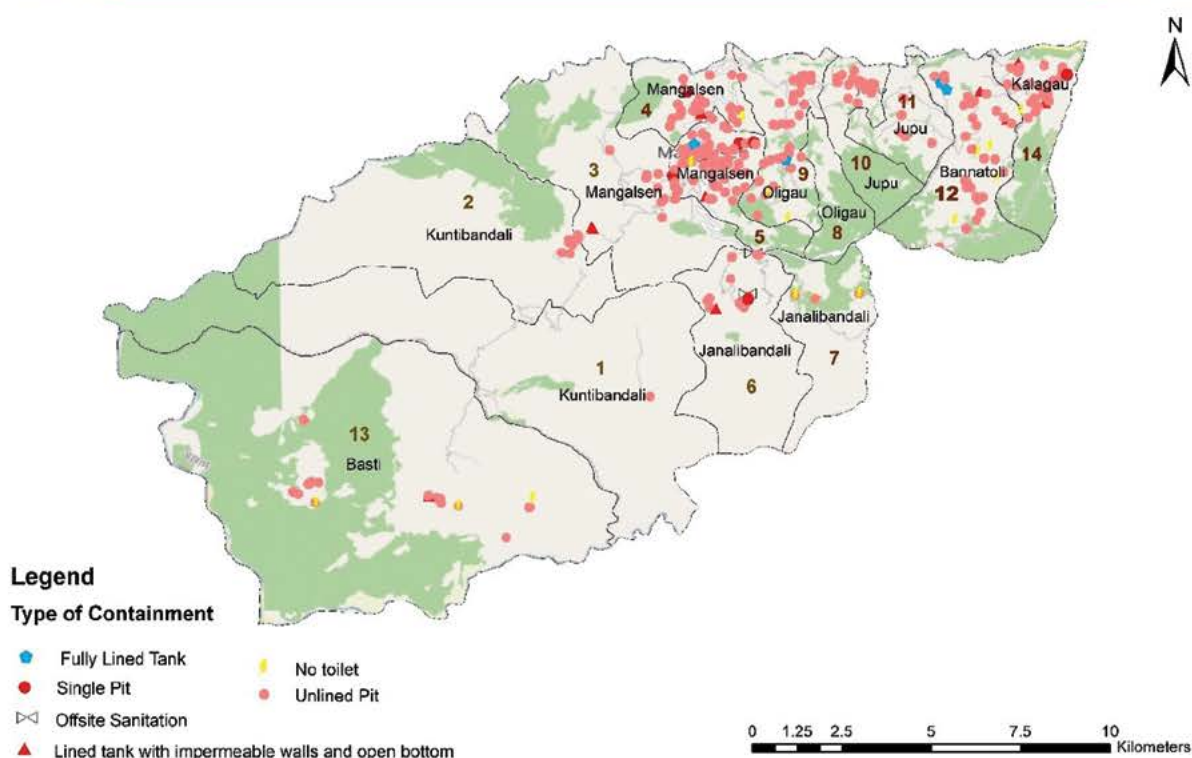 N
Mangalsen
4
Kalagau
11
Jupu
3
Mangalsen
Mangalsen
9
Oligau
10
Jupu
Bannatoli
12
14
2
Kuntibandali
Oligau
8
5
Janalibandali
7
Janalibandali
6
1
Kuntibandali
13
Basti
Legend
Type of Containment
Fully Lined Tank
Single Pit
Offsite Sanitation
Lined tank with impermeable walls and open bottom
No toilet
Unlined Pit
0 1.25 2.5 5 7.5 10
Kilometers